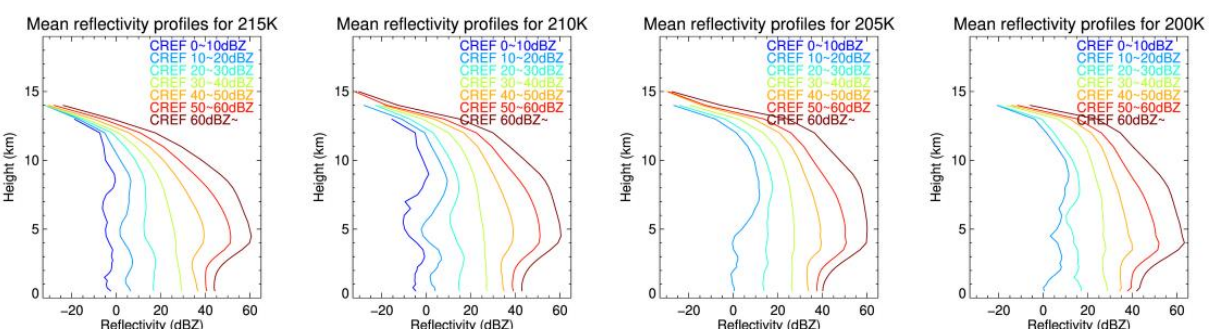 Mean reflectivity profiles for 215K
CREF 0~10dBZ
CREF 10~20dBZ
CREF 20~30dBZ
CREF 30~40dBZ
CREF 40~50dBZ
CREF 50~60dBZ
CREF 60dBZ~
15
10
5
0
Height (km)
−20 0 20 40 60
Reflectivity (dBZ)
Mean reflectivity profiles for 210K
CREF 0~10dBZ
CREF 10~20dBZ
CREF 20~30dBZ
CREF 30~40dBZ
CREF 40~50dBZ
CREF 50~60dBZ
CREF 60dBZ~
15
10
5
0
Height (km)
−20 0 20 40 60
Reflectivity (dBZ)
Mean reflectivity profiles for 205K
CREF 0~10dBZ
CREF 10~20dBZ
CREF 20~30dBZ
CREF 30~40dBZ
CREF 40~50dBZ
CREF 50~60dBZ
CREF 60dBZ~
15
10
5
0
Height (km)
−20 0 20 40 60
Reflectivity (dBZ)
Mean reflectivity profiles for 200K
CREF 0~10dBZ
CREF 10~20dBZ
CREF 20~30dBZ
CREF 30~40dBZ
CREF 40~50dBZ
CREF 50~60dBZ
CREF 60dBZ~
15
10
5
0
Height (km)
−20 0 20 40 60
Reflectivity (dBZ)